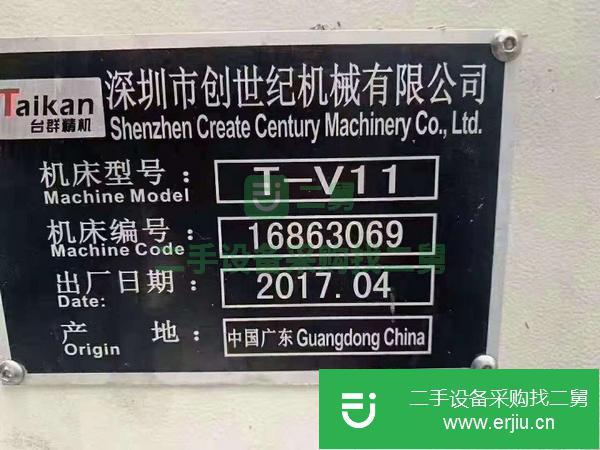 Taikan
台群精机
深圳市创世纪机械有限公司
Shenzhen Create Century Machinery Co., Ltd.
机床型号：
Machine Model
T-V11
机床编号：
Machine Code
16863069
出厂日期：
Date:
2017.04
产 地：
Origin
中国广东 Guangdong China
二舅
二手设备采购找二舅
二手设备采购找二舅
www.erjiu.cn